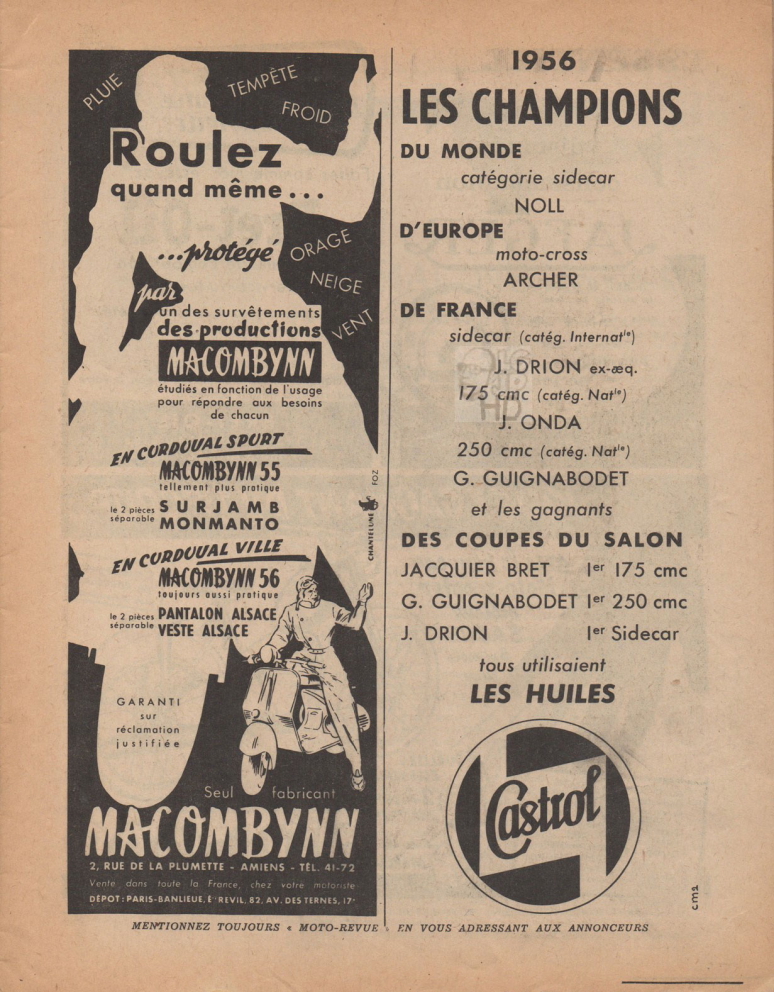 PLUIE
TEMPÊTE
FROID
Roulez
quand même...
...protégé
ORAGE
NEIGE
VENT
par
un des survêtements
des productions
MACOMBYNN
étudiés en fonction de l'usage
pour répondre aux besoins
de chacun
EN CORDOUAL SPORT
MACOMBYNN 55
tellement plus pratique
le 2 pièces séparable
SURJAMB
MONMANTO
CHANTELUNE FOZ
EN CORDOUAL VILLE
MACOMBYNN 56
toujours aussi pratique
le 2 pièces séparable
PANTALON ALSACE
VESTE ALSACE
GARANTI
sur
réclamation
justifiée
Seul fabricant
MACOMBYNN
2, RUE DE LA PLUMETTE - AMIENS - TÉL. 41-72
Vente dans toute la France, chez votre motoriste
DÉPOT: PARIS-BANLIEUE, REVIL, 82, AV. DES TERNES, 17e
1956
LES CHAMPIONS
DU MONDE
catégorie sidecar
NOLL
D'EUROPE
moto-cross
ARCHER
DE FRANCE
sidecar (catég. Internatle)
J. DRION ex-æq.
175 cmc (catég. Natle)
J. ONDA
250 cmc (catég. Natle)
G. GUIGNABODET
et les gagnants
DES COUPES DU SALON
JACQUIER BRET 1er 175 cmc
G. GUIGNABODET 1er 250 cmc
J. DRION 1er Sidecar
tous utilisaient
LES HUILES
Castrol
cm2
HD
MENTIONNEZ TOUJOURS « MOTO-REVUE » EN VOUS ADRESSANT AUX ANNONCEURS